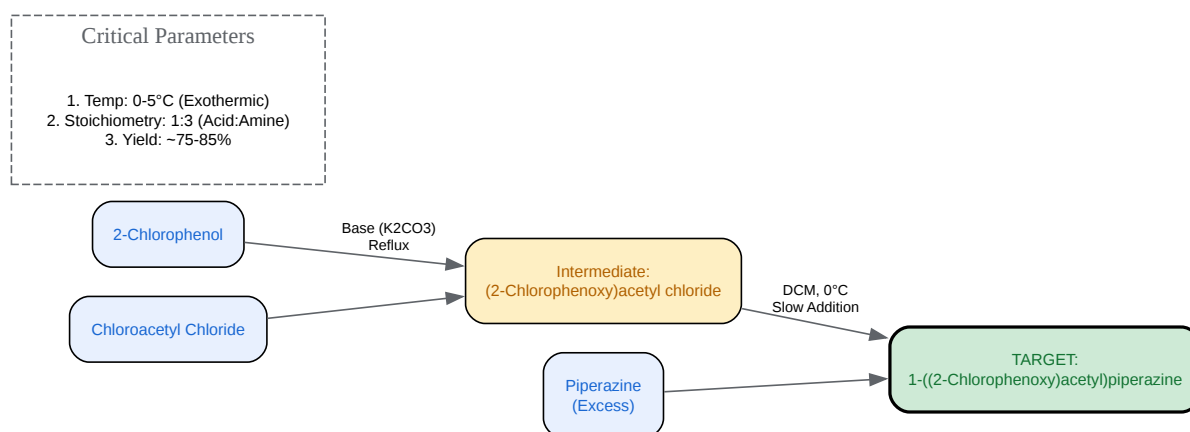 Critical Parameters
1. Temp: 0-5°C (Exothermic)
2. Stoichiometry: 1:3 (Acid:Amine)
3. Yield: ~75-85%
2-Chlorophenol
Base (K2CO3)
Reflux
Chloroacetyl Chloride
Intermediate:
(2-Chlorophenoxy)acetyl chloride
DCM, 0°C
Slow Addition
Piperazine
(Excess)
TARGET:
1-((2-Chlorophenoxy)acetyl)piperazine